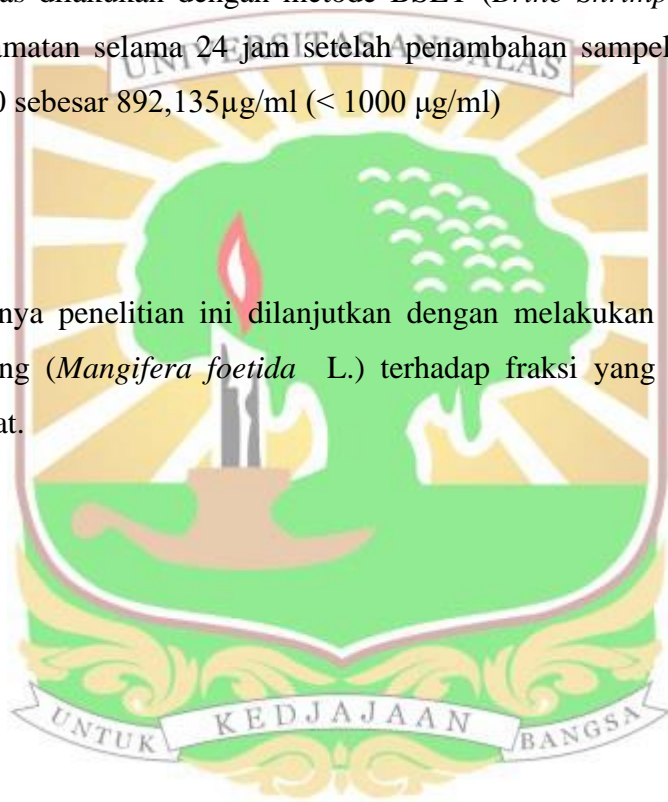 as dilakukan dengan metode BSLT (Brine Shrimp
amatan selama 24 jam setelah penambahan sampel
UNIVERSITAS ANDALAS
0 sebesar 892,135µg/ml (< 1000 µg/ml)
nya penelitian ini dilanjutkan dengan melakukan
ng (Mangifera foetida L.) terhadap fraksi yang
at.
UNTUK KEDJAJAAN BANGSA